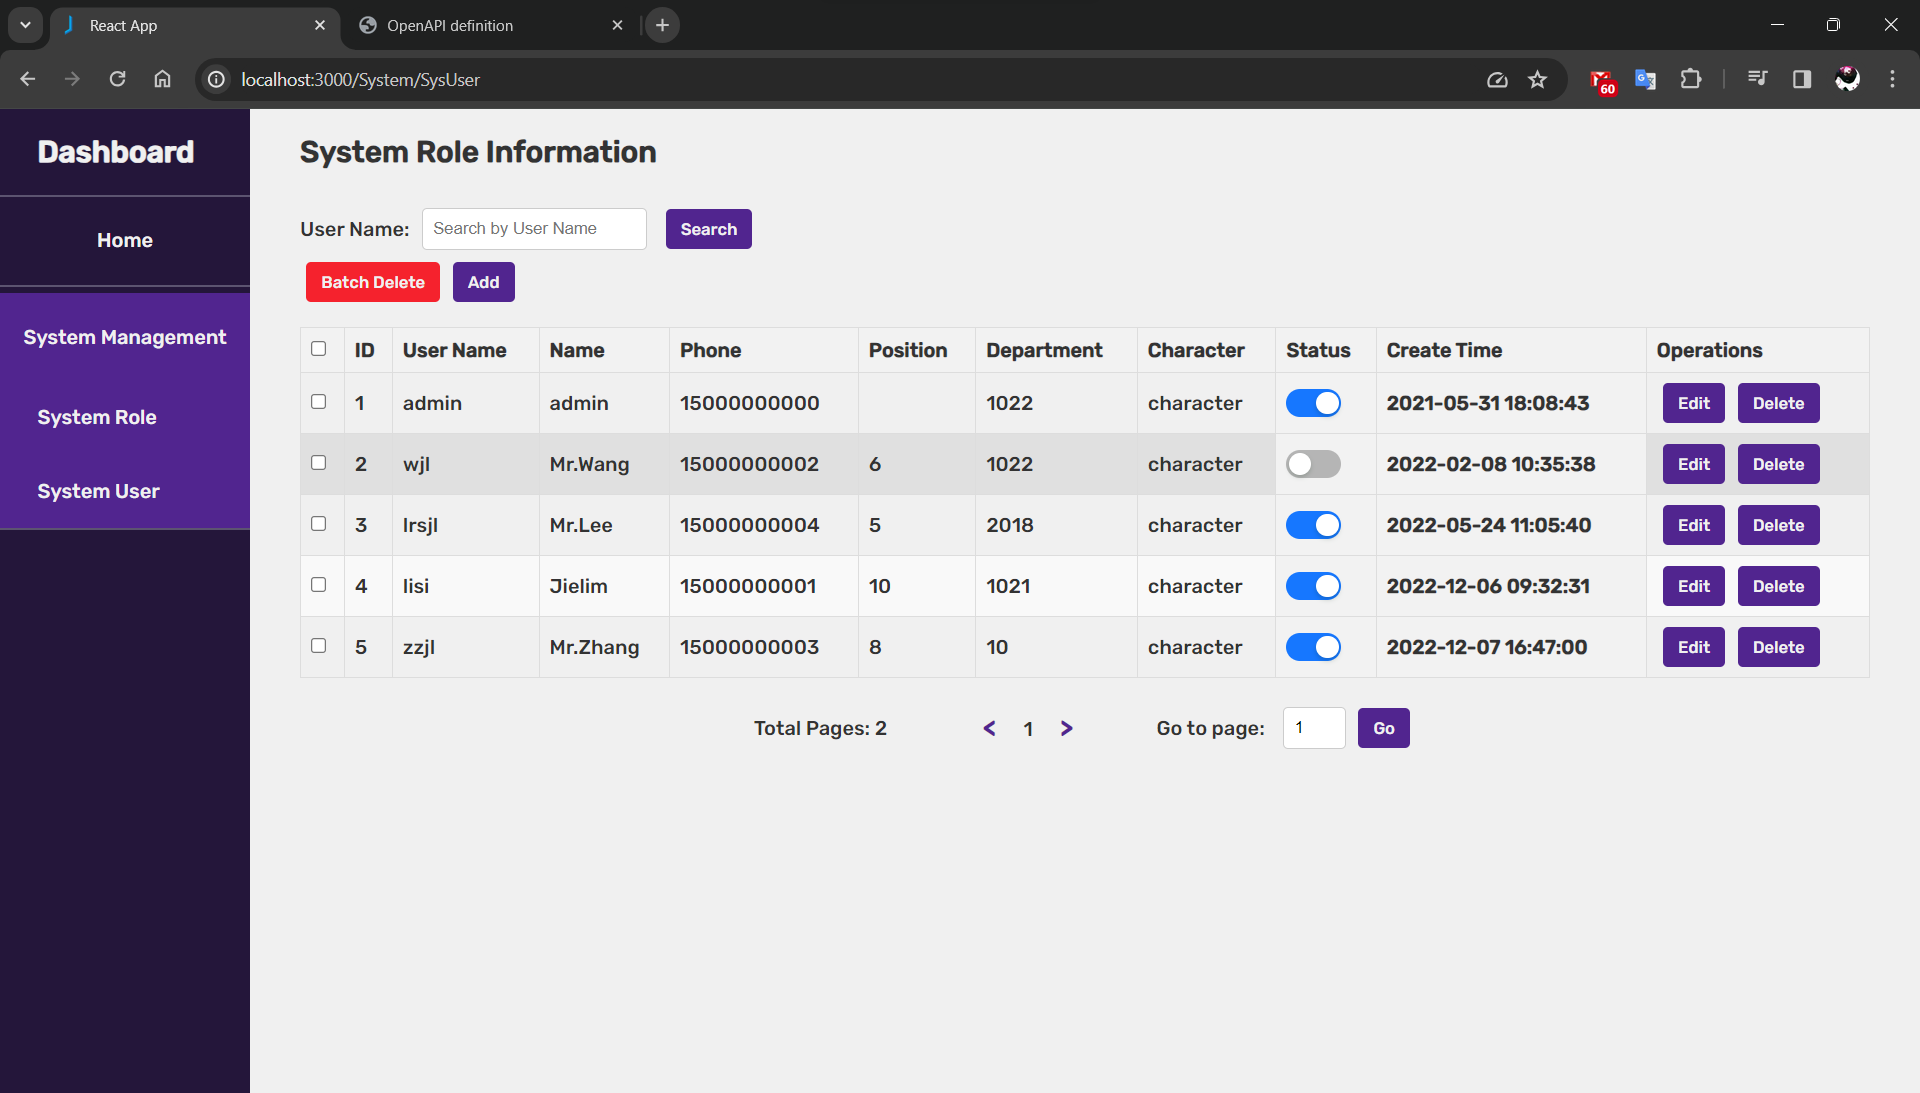 React App
OpenAPI definition
localhost:3000/System/SysUser
60
Dashboard
Home
System Management
System Role
System User
System Role Information
User Name: Search by User Name Search
Batch Delete Add
ID User Name Name Phone Position Department Character Status Create Time Operations
1 admin admin 15000000000 1022 character 2021-05-31 18:08:43 Edit Delete
2 wjl Mr.Wang 15000000002 6 1022 character 2022-02-08 10:35:38 Edit Delete
3 lrsjl Mr.Lee 15000000004 5 2018 character 2022-05-24 11:05:40 Edit Delete
4 lisi Jielim 15000000001 10 1021 character 2022-12-06 09:32:31 Edit Delete
5 zzjl Mr.Zhang 15000000003 8 10 character 2022-12-07 16:47:00 Edit Delete
Total Pages: 2 < 1 > Go to page: 1 Go